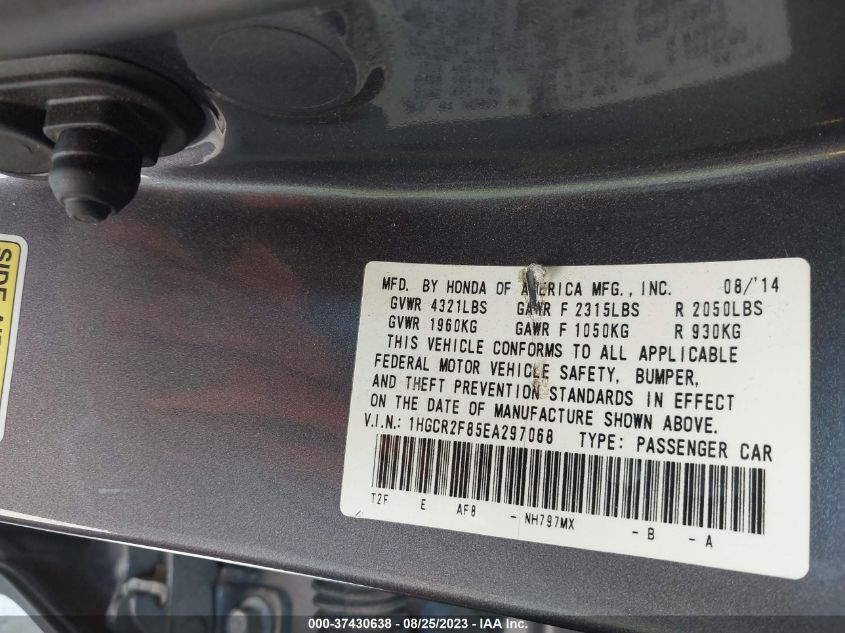 SIDE
MFD. BY HONDA OF AMERICA MFG., INC. 08/'14
GVWR 4321LBS GAWR F 2315LBS R 2050LBS
GVWR 1960KG GAWR F 1050KG R 930KG
THIS VEHICLE CONFORMS TO ALL APPLICABLE
FEDERAL MOTOR VEHICLE SAFETY, BUMPER,
AND THEFT PREVENTION STANDARDS IN EFFECT
ON THE DATE OF MANUFACTURE SHOWN ABOVE.
V.I.N.: 1HGCR2F85EA297068 TYPE: PASSENGER CAR
T2F E AF8 - NH797MX - B - A
000-37430638 - 08/25/2023 - IAA Inc.